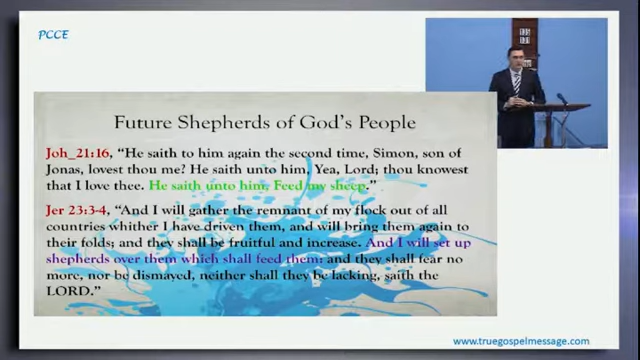 PCCE
135
131
Future Shepherds of God's People
Joh_21:16, "He saith to him again the second time, Simon, son of
Jonas, lovest thou me? He saith unto him, Yea, Lord; thou knowest
that I love thee. He saith unto him, Feed my sheep."
Jer 23:3-4, "And I will gather the remnant of my flock out of all
countries whither I have driven them, and will bring them again to
their folds; and they shall be fruitful and increase. And I will set up
shepherds over them which shall feed them: and they shall fear no
more, nor be dismayed, neither shall they be lacking, saith the
LORD."
www.truegospelmessage.com